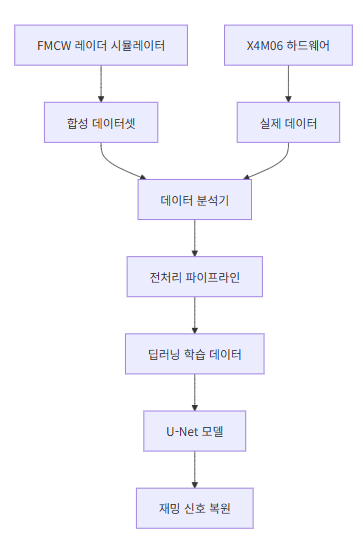 FMCW 레이더 시뮬레이터
X4M06 하드웨어
합성 데이터셋
실제 데이터
데이터 분석기
전처리 파이프라인
딥러닝 학습 데이터
U-Net 모델
재밍 신호 복원